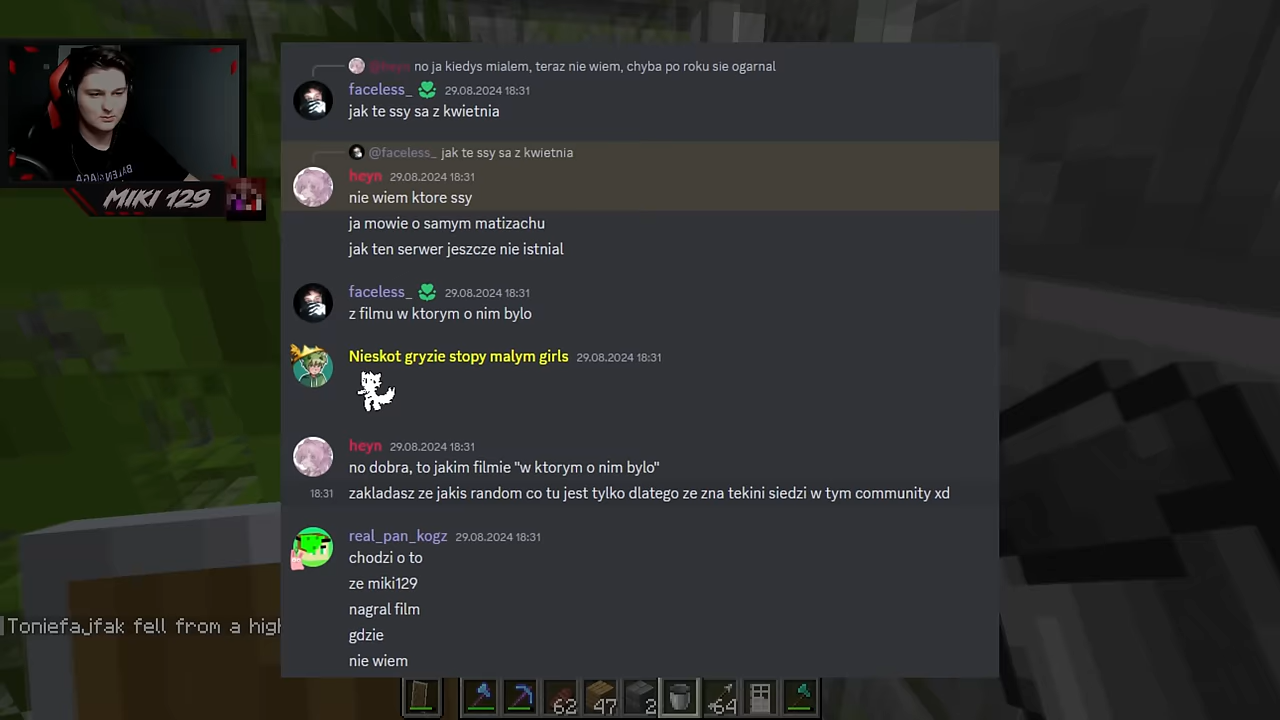 @heyn no ja kiedys mialem, teraz nie wiem, chyba po roku sie ogarnal
faceless_ 29.08.2024 18:31
jak te ssy sa z kwietnia
@faceless_ jak te ssy sa z kwietnia
heyn 29.08.2024 18:31
nie wiem ktore ssy
ja mowie o samym matizachu
jak ten serwer jeszcze nie istnial
faceless_ 29.08.2024 18:31
z filmu w ktorym o nim bylo
Nieskot gryzie stopy malym girls 29.08.2024 18:31
heyn 29.08.2024 18:31
no dobra, to jakim filmie "w ktorym o nim bylo"
18:31 zakladasz ze jakis random co tu jest tylko dlatego ze zna tekini siedzi w tym community xd
real_pan_kogz 29.08.2024 18:31
chodzi o to
ze miki129
nagral film
gdzie
nie wiem
BALENCIAGA
MIKI 129
Toniefajfak fell from a high
62 47 2 64